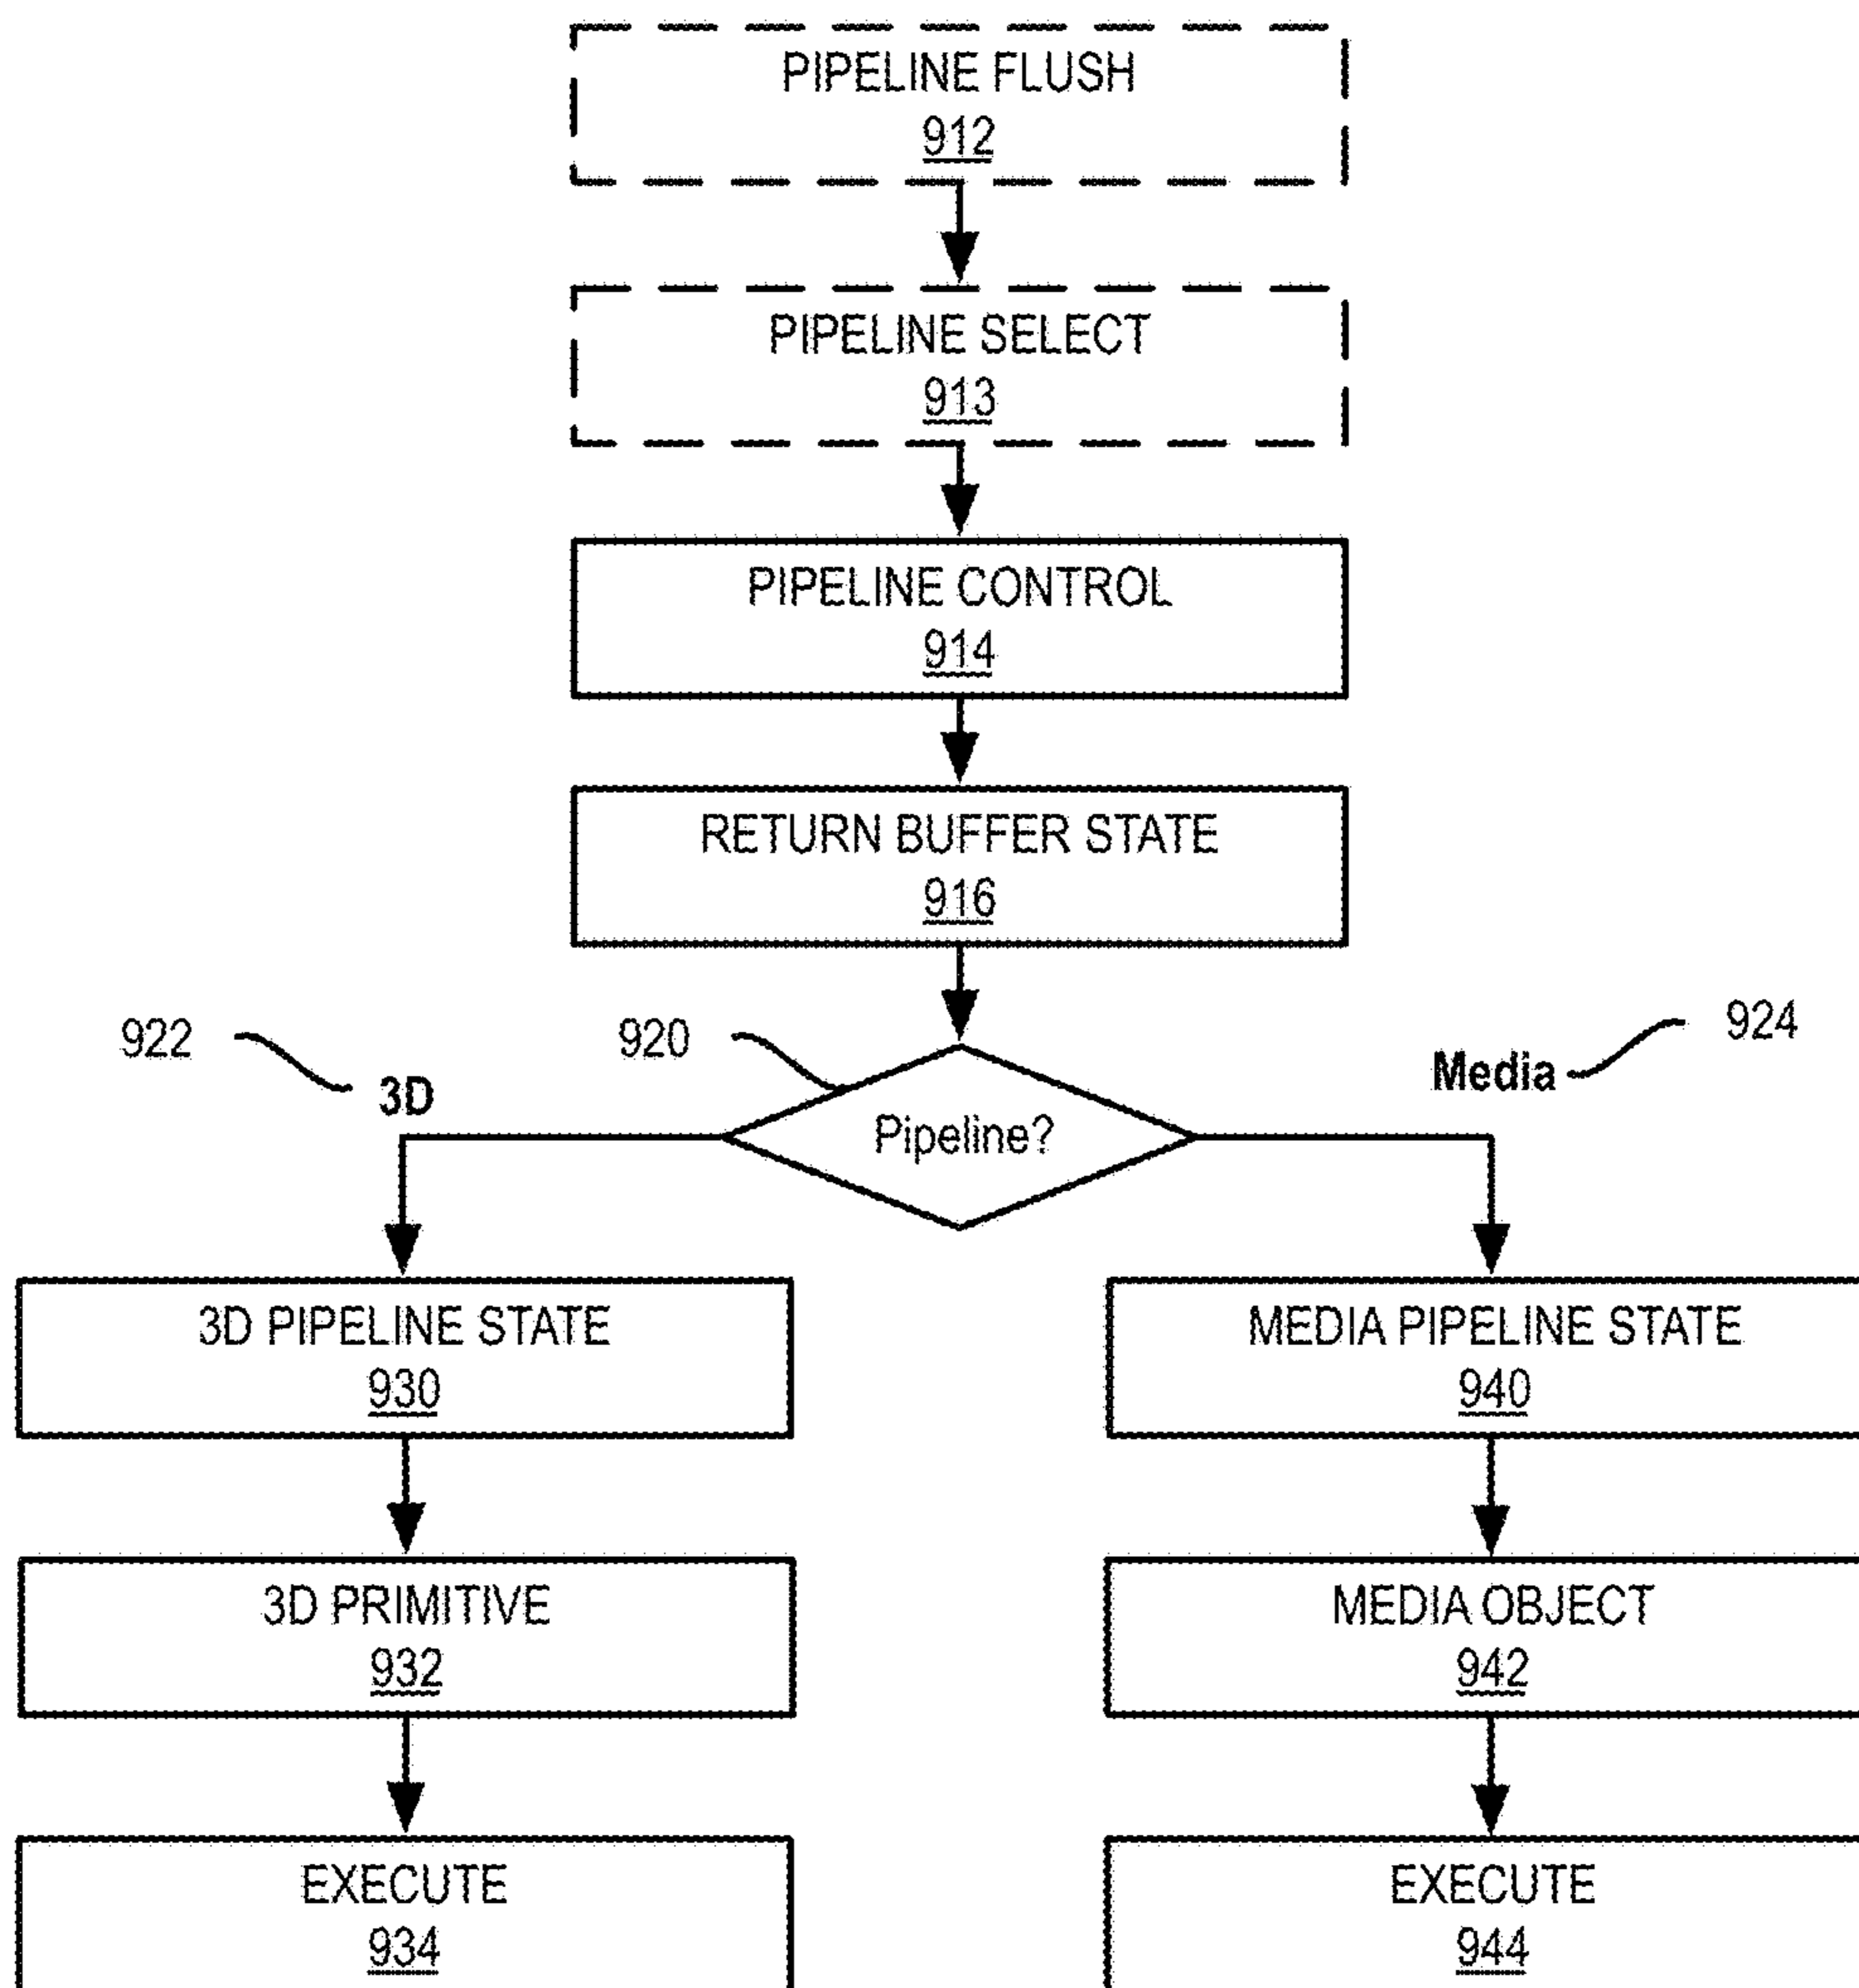 PIPELINE FLUSH
912
PIPELINE SELECT
913
PIPELINE CONTROL
914
RETURN BUFFER STATE
916
922
920
924
3D
Media
Pipeline?
3D PIPELINE STATE
930
MEDIA PIPELINE STATE
940
3D PRIMITIVE
932
MEDIA OBJECT
942
EXECUTE
934
EXECUTE
944